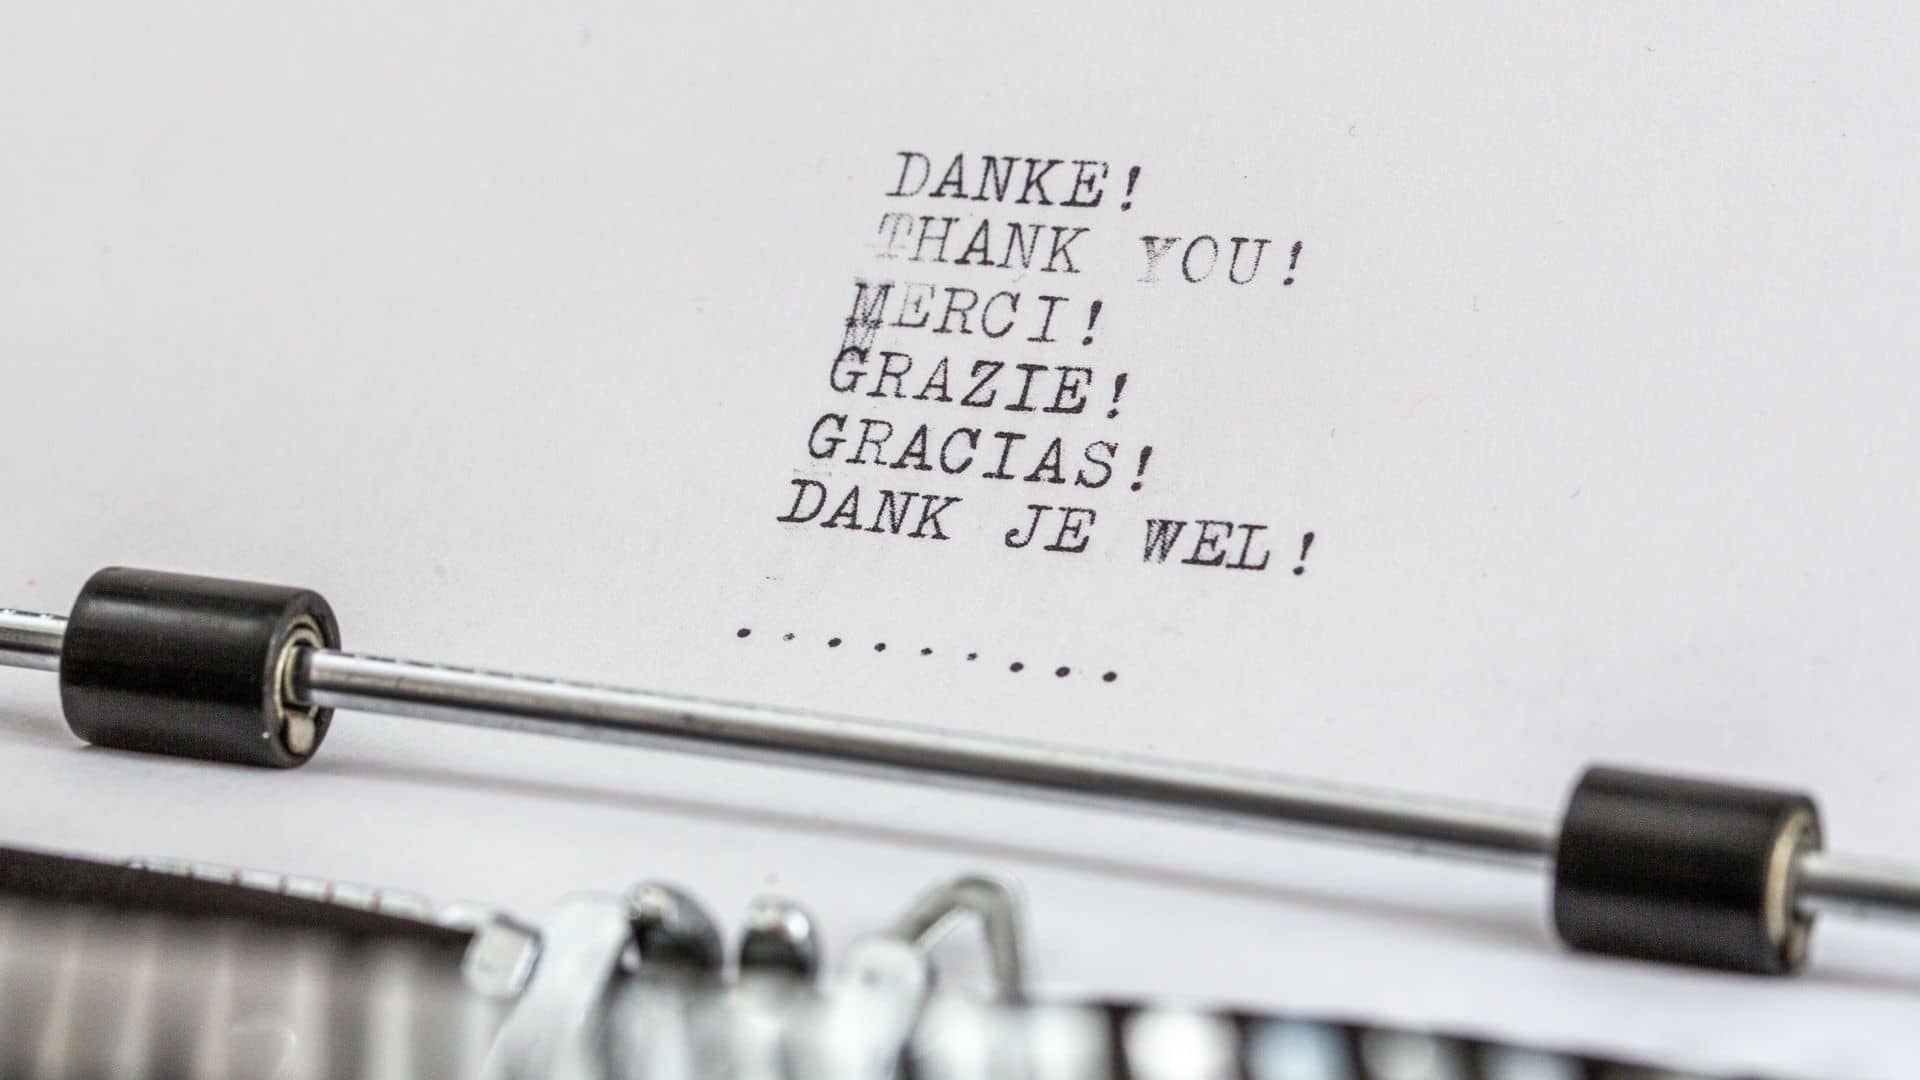 DANKE!
THANK YOU!
MERCI!
GRAZIE!
GRACIAS!
DANK JE WEL!
.........